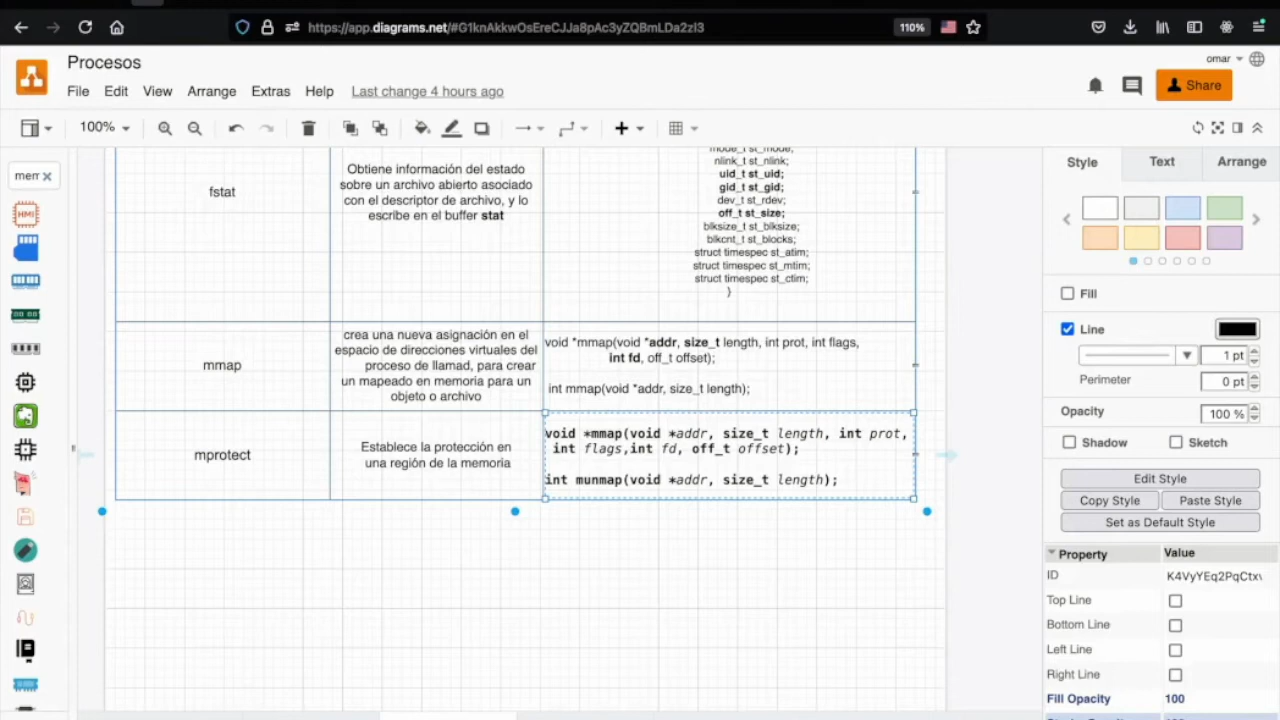 https://app.diagrams.net/#G1knAkkwOsEreCJJa8pAc3yZQBmLDa2zI3
110%
Procesos
omar
File Edit View Arrange Extras Help Last change 4 hours ago
Share
100%
mem
Style Text Arrange
fstat
Obtiene información del estado
sobre un archivo abierto asociado
con el descriptor de archivo, y lo
escribe en el buffer stat
mode_t st_mode;
nlink_t st_nlink;
uid_t st_uid;
gid_t st_gid;
dev_t st_rdev;
off_t st_size;
blksize_t st_blksize;
blkcnt_t st_blocks;
struct timespec st_atim;
struct timespec st_mtim;
struct timespec st_ctim;
}
mmap
crea una nueva asignación en el
espacio de direcciones virtuales del
proceso de llamad, para crear
un mapeado en memoria para un
objeto o archivo
void *mmap(void *addr, size_t length, int prot, int flags,
int fd, off_t offset);
int mmap(void *addr, size_t length);
mprotect
Establece la protección en
una región de la memoria
void *mmap(void *addr, size_t length, int prot,
int flags,int fd, off_t offset);
int munmap(void *addr, size_t length);
Fill
Line
1 pt
Perimeter 0 pt
Opacity 100 %
Shadow Sketch
Edit Style
Copy Style Paste Style
Set as Default Style
Property Value
ID
Top Line
Bottom Line
Left Line
Right Line
Fill Opacity 100